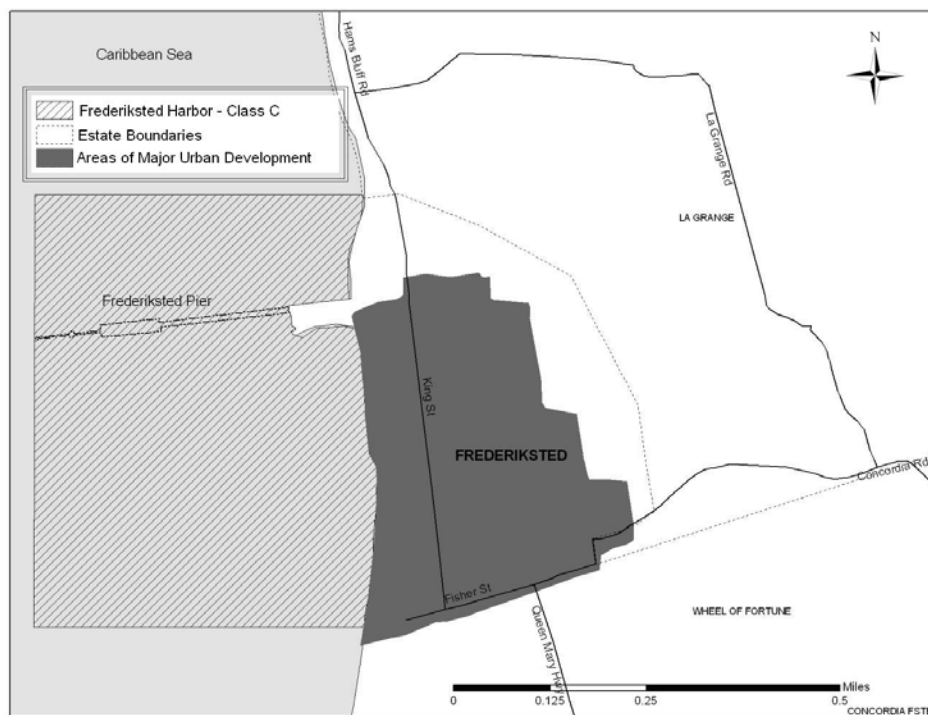 Caribbean Sea
Hams Bluff Rd
N
Frederiksted Harbor - Class C
Estate Boundaries
Areas of Major Urban Development
La Grange Rd
LA GRANGE
Frederiksted Pier
King St
FREDERIKSTED
Concordia Rd
Fisher St
WHEEL OF FORTUNE
Queen Mary Hwy
Miles
0 0.125 0.25 0.5